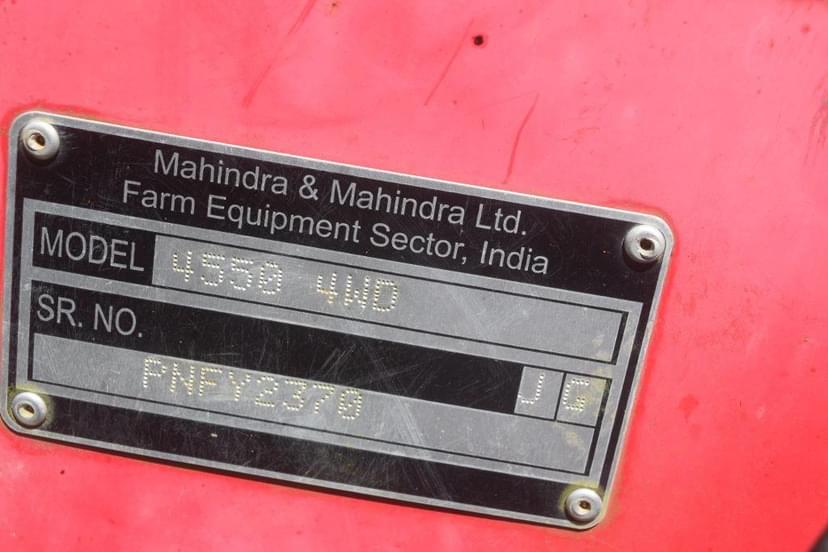 Mahindra & Mahindra Ltd.
Farm Equipment Sector, India
MODEL 4550 4WD
SR. NO.
J G
PNFY2370